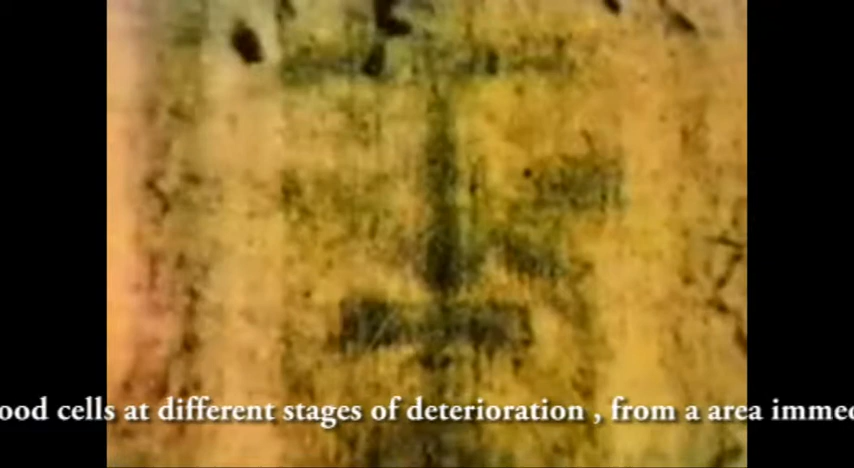 ood cells at different stages of deterioration , from a area immed